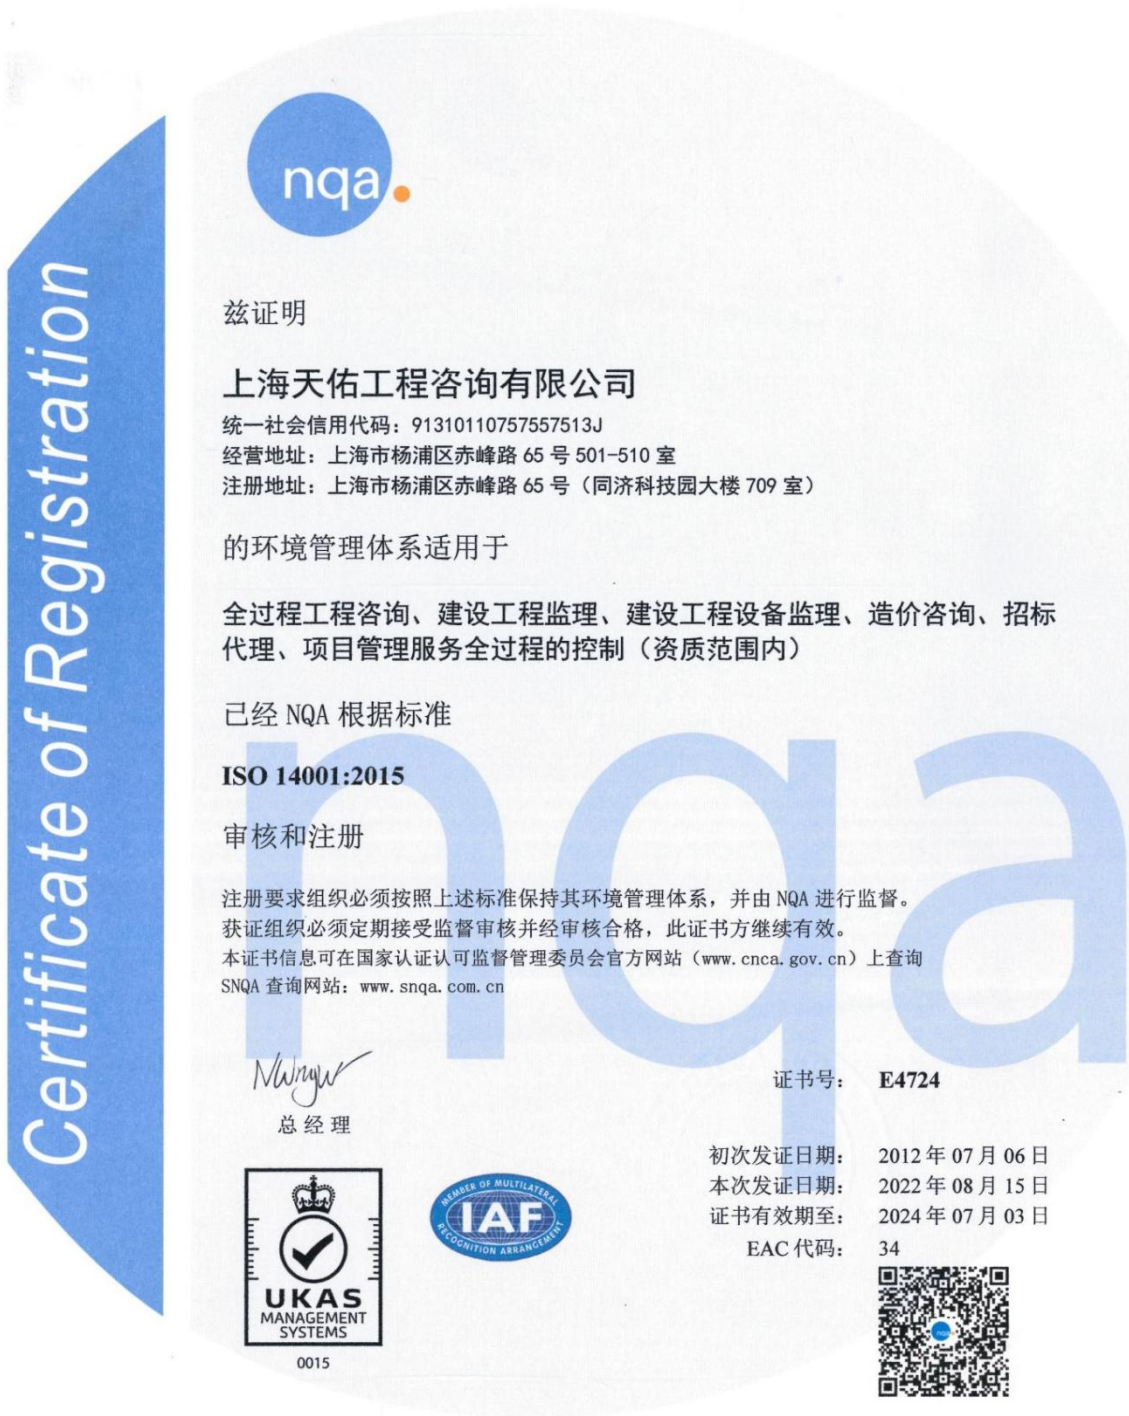 Certificate of Registration
nqa.
兹证明
上海天佑工程咨询有限公司
统一社会信用代码：91310110757557513J
经营地址：上海市杨浦区赤峰路 65 号 501-510 室
注册地址：上海市杨浦区赤峰路 65 号（同济科技园大楼 709 室）
的环境管理体系适用于
全过程工程咨询、建设工程监理、建设工程设备监理、造价咨询、招标
代理、项目管理服务全过程的控制（资质范围内）
已经 NQA 根据标准
ISO 14001:2015
审核和注册
nqa
注册要求组织必须按照上述标准保持其环境管理体系，并由 NQA 进行监督。
获证组织必须定期接受监督审核并经审核合格，此证书方继续有效。
本证书信息可在国家认证认可监督管理委员会官方网站（www.cnca.gov.cn）上查询
SNQA 查询网站：www.snqa.com.cn
总经理
证书号： E4724
初次发证日期： 2012 年 07 月 06 日
本次发证日期： 2022 年 08 月 15 日
证书有效期至： 2024 年 07 月 03 日
EAC 代码： 34
UKAS
MANAGEMENT
SYSTEMS
0015
MEMBER OF MULTILATERAL
IAF
RECOGNITION ARRANGEMENT
nqa.